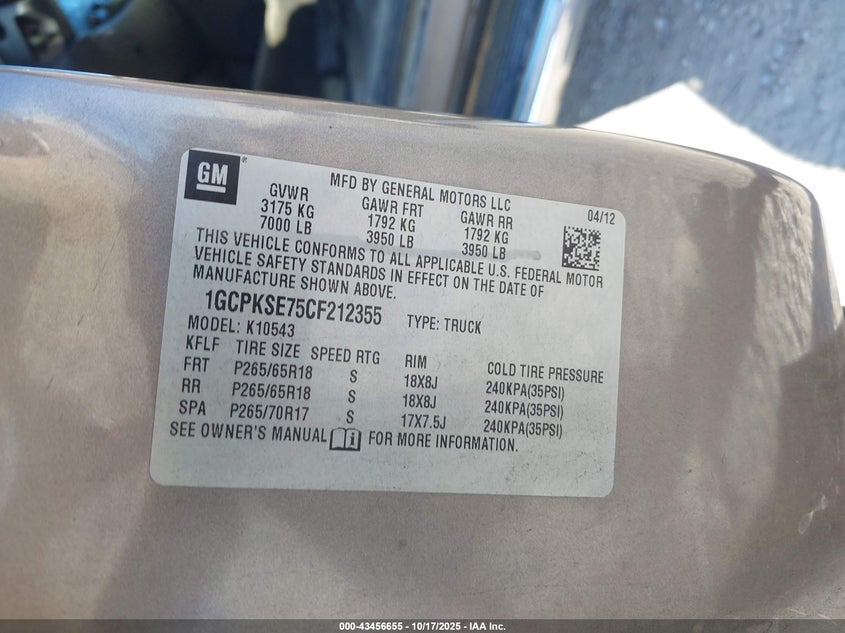 GM
MFD BY GENERAL MOTORS LLC
04/12
GVWR GAWR FRT GAWR RR
3175 KG 1792 KG 1792 KG
7000 LB 3950 LB 3950 LB
THIS VEHICLE CONFORMS TO ALL APPLICABLE U.S. FEDERAL MOTOR
VEHICLE SAFETY STANDARDS IN EFFECT ON THE DATE OF
MANUFACTURE SHOWN ABOVE.
1GCPKSE75CF212355 TYPE: TRUCK
MODEL: K10543
KFLF TIRE SIZE SPEED RTG RIM COLD TIRE PRESSURE
FRT P265/65R18 S 18X8J 240KPA(35PSI)
RR P265/65R18 S 18X8J 240KPA(35PSI)
SPA P265/70R17 S 17X7.5J 240KPA(35PSI)
SEE OWNER'S MANUAL FOR MORE INFORMATION.
000-43456655 | 10/17/2025 - IAA Inc.